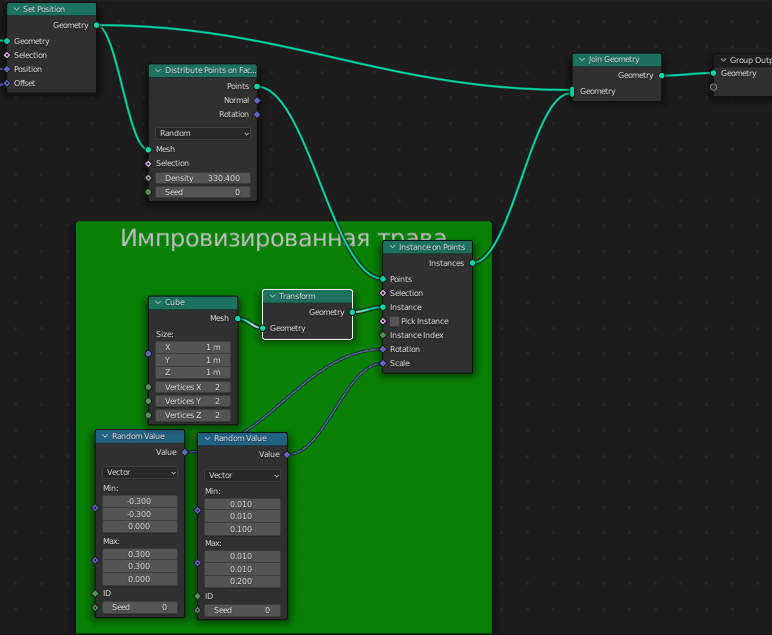 Set Position
Geometry
Geometry
Selection
Position
Offset
Distribute Points on Fac...
Points
Normal
Rotation
Random
Mesh
Selection
Density 330.400
Seed 0
Join Geometry
Geometry
Geometry
Group Outp
Geometry
Импровизированная трава
Instance on Points
Instances
Points
Selection
Instance
Pick Instance
Instance Index
Rotation
Scale
Cube
Mesh
Size:
X 1 m
Y 1 m
Z 1 m
Vertices X 2
Vertices Y 2
Vertices Z 2
Transform
Geometry
Geometry
Random Value
Value
Vector
Min:
-0.300
-0.300
0.000
Max:
0.300
0.300
0.000
ID
Seed 0
Random Value
Value
Vector
Min:
0.010
0.010
0.100
Max:
0.010
0.010
0.200
ID
Seed 0